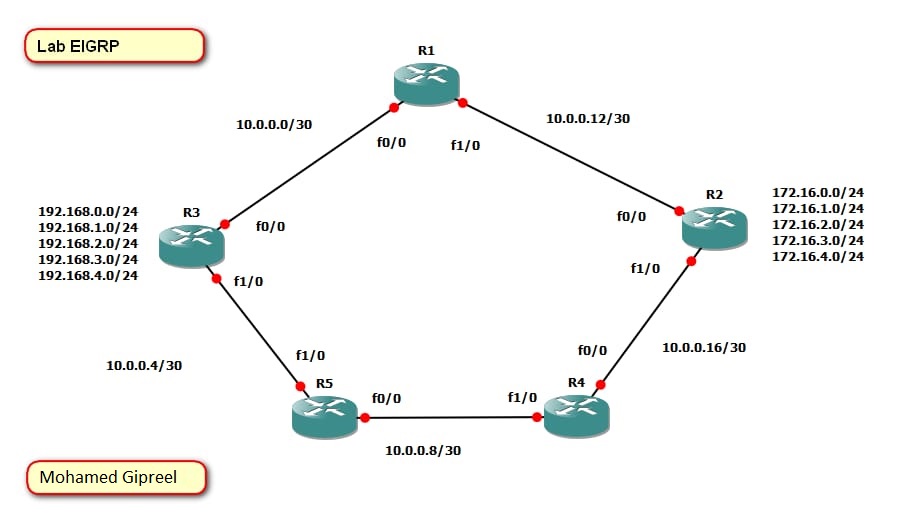 Lab EIGRP
R1
10.0.0.0/30
10.0.0.12/30
f0/0
f1/0
192.168.0.0/24
192.168.1.0/24
192.168.2.0/24
192.168.3.0/24
192.168.4.0/24
R3
f0/0
f1/0
R2
f0/0
f1/0
172.16.0.0/24
172.16.1.0/24
172.16.2.0/24
172.16.3.0/24
172.16.4.0/24
10.0.0.4/30
10.0.0.16/30
f1/0
R5
f0/0
f0/0
R4
f1/0
10.0.0.8/30
Mohamed Gipreel